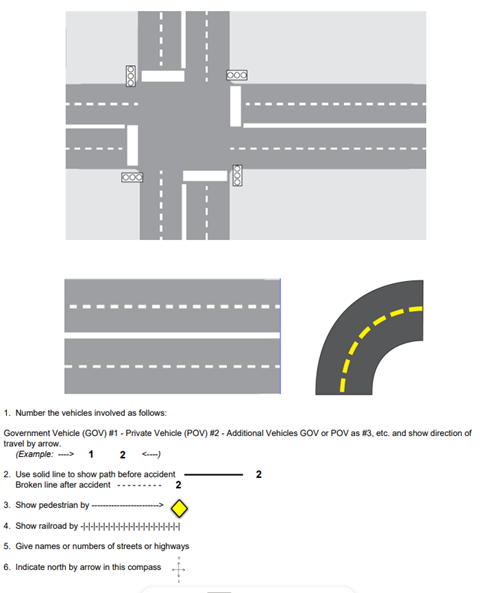 1. Number the vehicles involved as follows:
Government Vehicle (GOV) #1 - Private Vehicle (POV) #2 - Additional Vehicles GOV or POV as #3, etc. and show direction of
travel by arrow.
(Example: ----> 1 2 <----)
2. Use solid line to show path before accident 2
Broken line after accident - - - - - - - - - 2
3. Show pedestrian by ------------------------>
4. Show railroad by -|-|-|-|-|-|-|-|-|-|-|-|-|-|-|-|-|-|-|
5. Give names or numbers of streets or highways
6. Indicate north by arrow in this compass